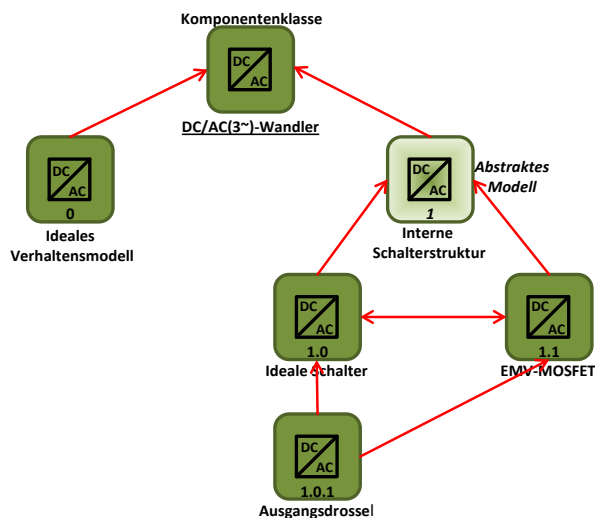 Komponentenklasse
DC
AC
DC/AC(3~)-Wandler
DC
AC
0
Ideales
Verhaltensmodell
DC
AC
1
Abstraktes
Modell
Interne
Schalterstruktur
DC
AC
1.0
Ideale Schalter
DC
AC
1.1
EMV-MOSFET
DC
AC
1.0.1
Ausgangsdrossel